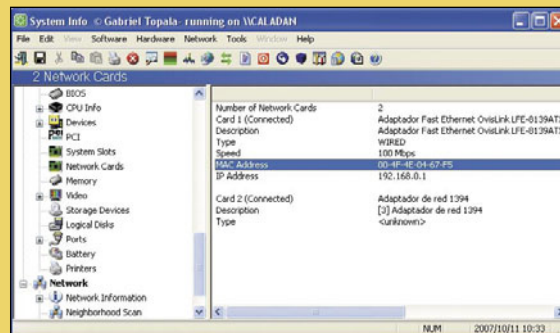 System Info © Gabriel Topala- running on \\CALADAN
File Edit View Software Hardware Network Tools Window Help
2 Network Cards
BIOS
CPU Info
Devices
PCI
System Slots
Network Cards
Memory
Video
Storage Devices
Logical Disks
Ports
Battery
Printers
Network
Network Information
Neighborhood Scan
Number of Network Cards 2
Card 1 (Connected) Adaptador Fast Ethernet OvisLink LFE-8139ATX
Description Adaptador Fast Ethernet OvisLink LFE-8139ATX
Type WIRED
Speed 100 Mbps
MAC Address 00-4F-4E-04-67-F5
IP Address 192.168.0.1
Card 2 (Connected) Adaptador de red 1394
Description [3] Adaptador de red 1394
Type <unknown>
NUM 2007/10/11 10:33